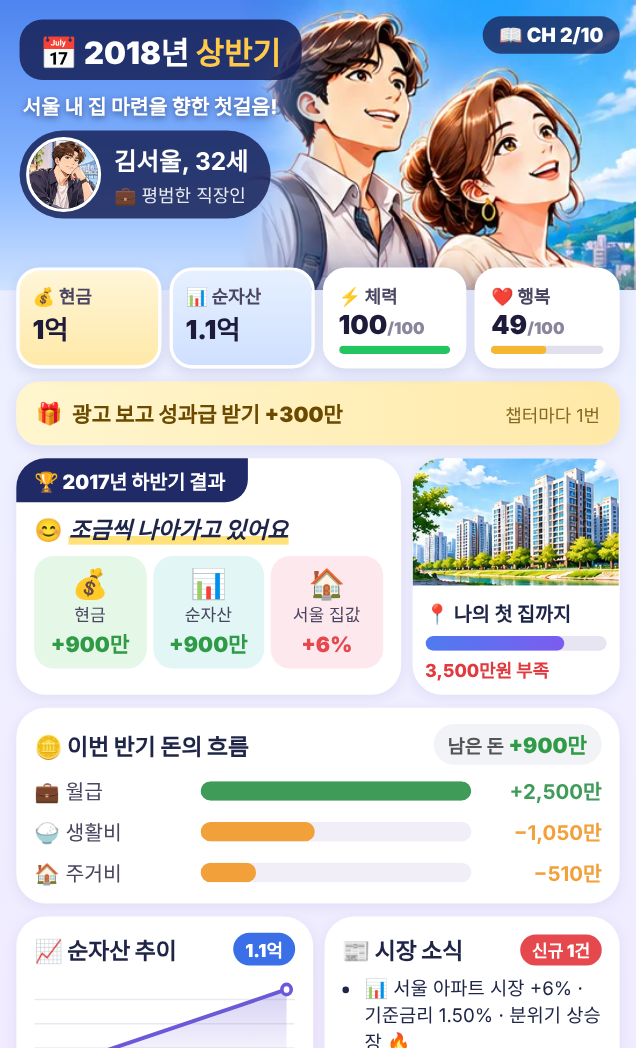 📅 2018년 상반기
📖 CH 2/10
서울 내 집 마련을 향한 첫걸음!
김서울, 32세
💼 평범한 직장인
💰 현금
1억
📊 순자산
1.1억
⚡ 체력
100/100
❤️ 행복
49/100
🎁 광고 보고 성과급 받기 +300만
챕터마다 1번
🏆 2017년 하반기 결과
😊 조금씩 나아가고 있어요
💰
현금
+900만
📊
순자산
+900만
🏠
서울 집값
+6%
📍 나의 첫 집까지
3,500만원 부족
🪙 이번 반기 돈의 흐름
남은 돈 +900만
💼 월급
+2,500만
🍚 생활비
−1,050만
🏠 주거비
−510만
📈 순자산 추이
1.1억
📰 시장 소식
신규 1건
• 📊 서울 아파트 시장 +6% ·
기준금리 1.50% · 분위기 상승
장 🔥